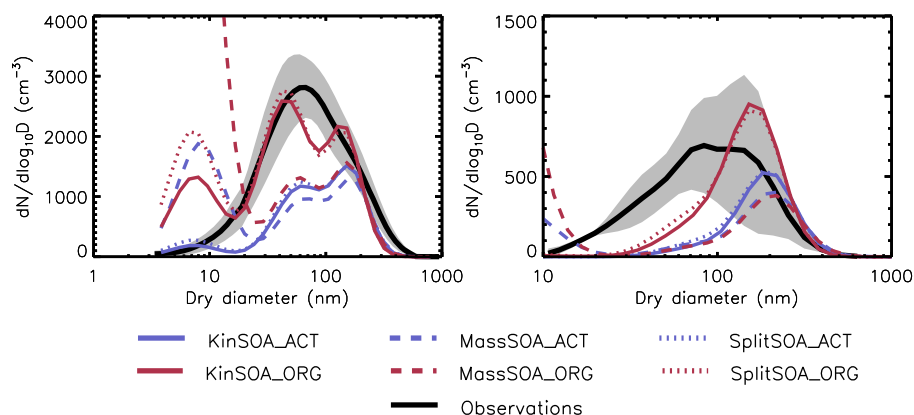 4000
3000
2000
1000
0
dN/dlog10D (cm−3)
1
10
100
1000
Dry diameter (nm)
1500
1000
500
0
dN/dlog10D (cm−3)
10
100
1000
Dry diameter (nm)
KinSOA_ACT
MassSOA_ACT
SplitSOA_ACT
KinSOA_ORG
MassSOA_ORG
SplitSOA_ORG
Observations